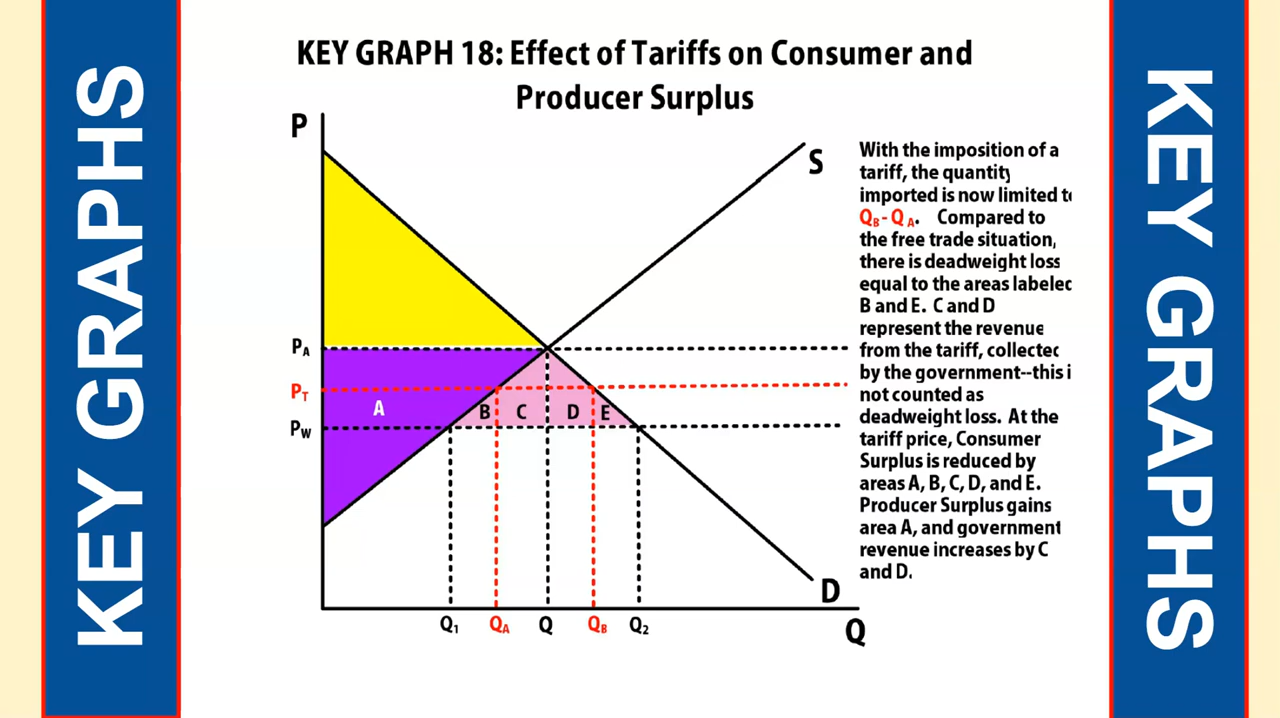 KEY GRAPHS
KEY GRAPH 18: Effect of Tariffs on Consumer and
Producer Surplus
P
S
PA
PT
PW
A
B
C
D
E
D
Q1
QA
Q
QB
Q2
Q
With the imposition of a
tariff, the quantity
imported is now limited t
QB - QA. Compared to
the free trade situation,
there is deadweight loss
equal to the areas labelec
B and E. C and D
represent the revenue
from the tariff, collectec
by the government--this i
not counted as
deadweight loss. At the
tariff price, Consumer
Surplus is reduced by
areas A, B, C, D, and E.
Producer Surplus gains
area A, and government
revenue increases by C
and D.
KEY GRAPHS